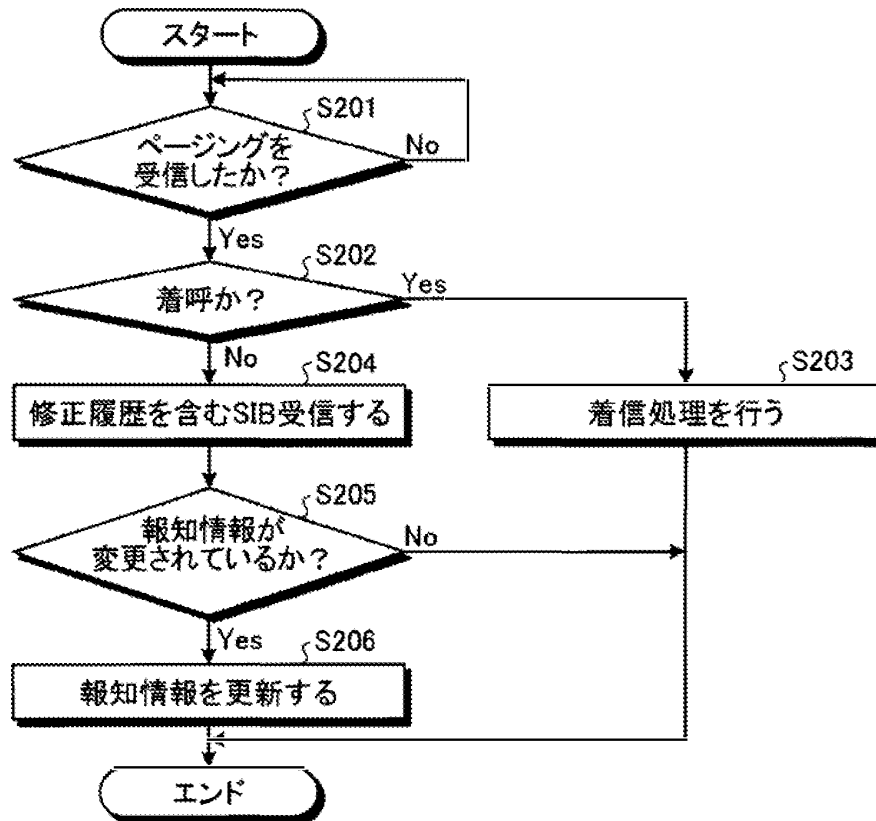 スタート
S201
ページングを
受信したか？
No
Yes
S202
着呼か？
Yes
No
S204
修正履歴を含むSIB受信する
S203
着信処理を行う
S205
報知情報が
変更されているか？
No
Yes
S206
報知情報を更新する
エンド